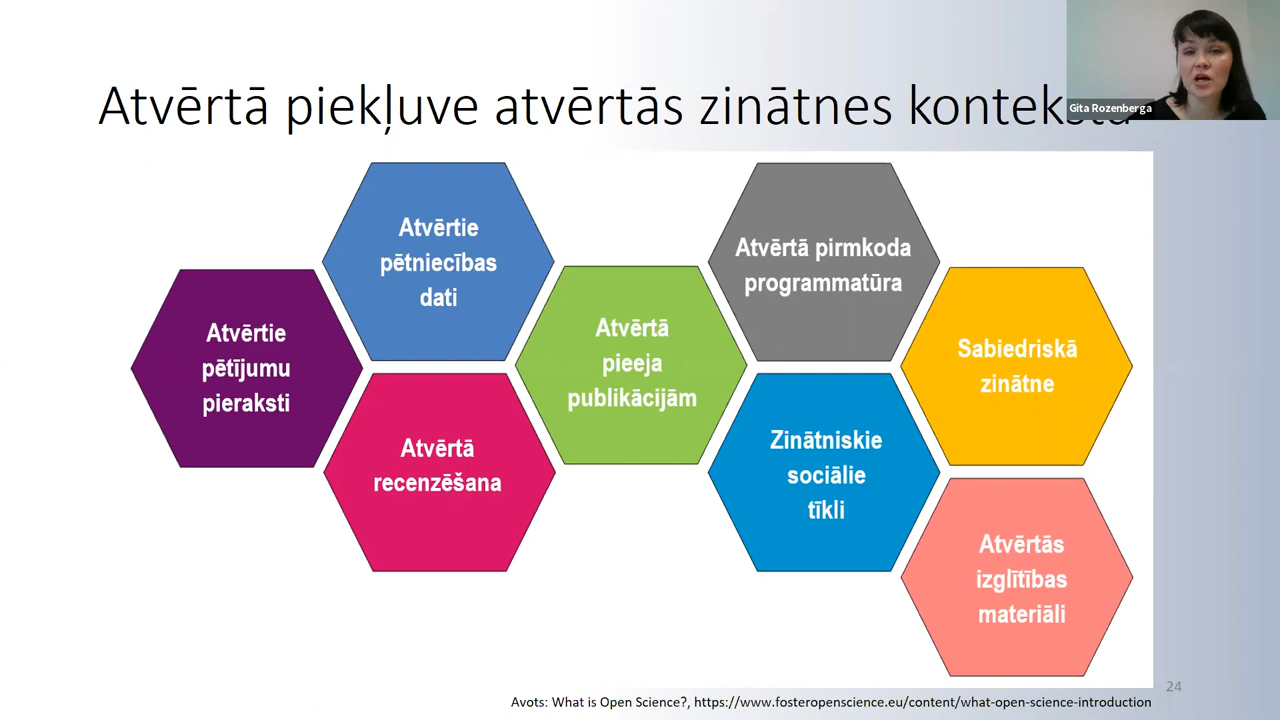 Atvērtā piekļuve atvērtās zinātnes kontekstā
Gita Rozenberga
Atvērtie
pētniecības
dati
Atvērtā pirmkoda
programmatūra
Atvērtie
pētījumu
pieraksti
Atvērtā
pieeja
publikācijām
Sabiedriskā
zinātne
Atvērtā
recenzēšana
Zinātniskie
sociālie
tīkli
Atvērtās
izglītības
materiāli
24
Avots: What is Open Science?, https://www.fosteropenscience.eu/content/what-open-science-introduction